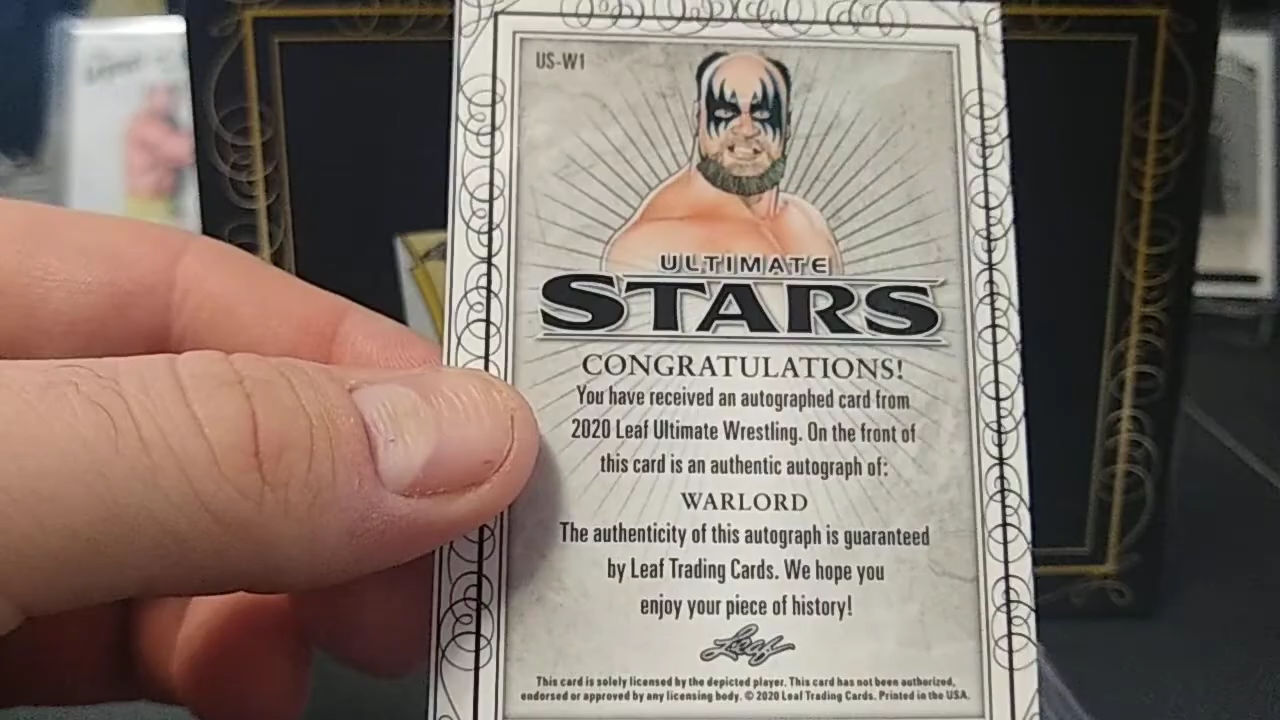 US-W1
ULTIMATE
STARS
CONGRATULATIONS!
You have received an autographed card from
2020 Leaf Ultimate Wrestling. On the front of
this card is an authentic autograph of:
WARLORD
The authenticity of this autograph is guaranteed
by Leaf Trading Cards. We hope you
enjoy your piece of history!
Leaf
This card is solely licensed by the depicted player. This card has not been authorized,
endorsed or approved by any licensing body. © 2020 Leaf Trading Cards. Printed in the USA.